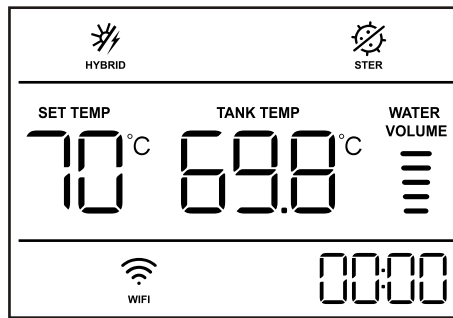 HYBRID
STER
SET TEMP
70°C
TANK TEMP
69.8°C
WATER
VOLUME
WIFI
00:00